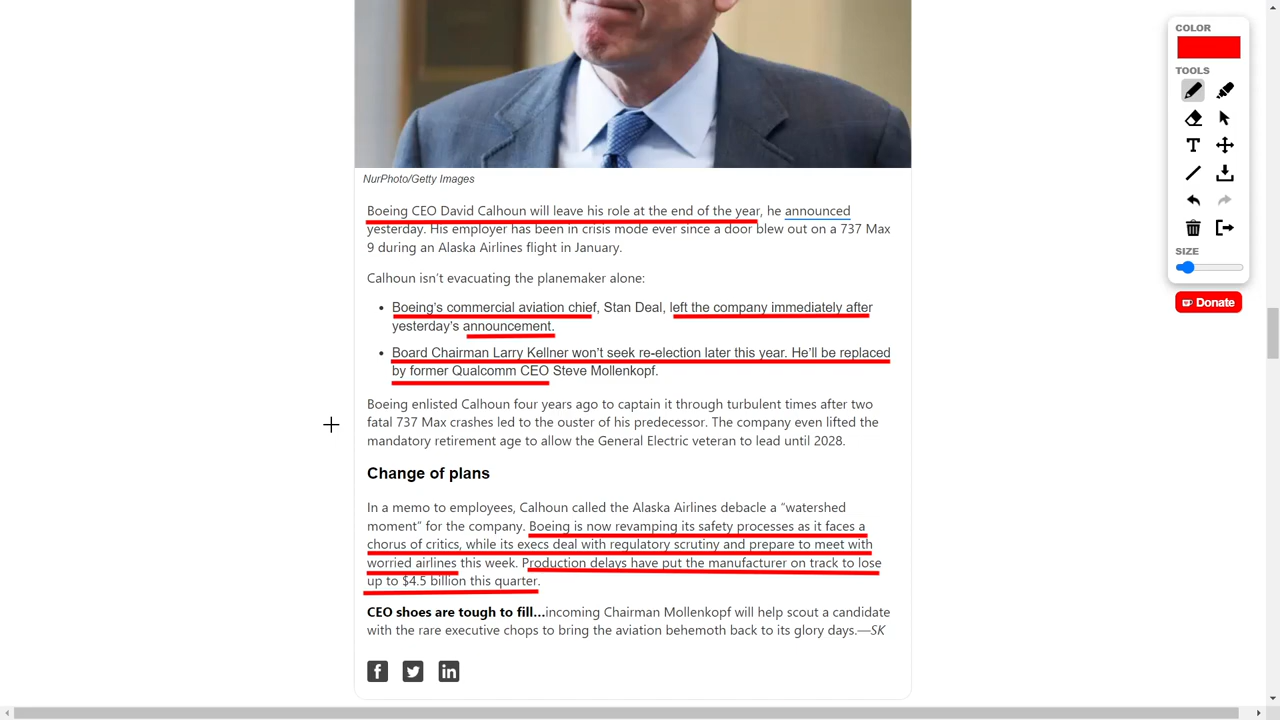 COLOR
TOOLS
T
SIZE
Donate
NurPhoto/Getty Images
Boeing CEO David Calhoun will leave his role at the end of the year, he announced
yesterday. His employer has been in crisis mode ever since a door blew out on a 737 Max
9 during an Alaska Airlines flight in January.
Calhoun isn't evacuating the planemaker alone:
• Boeing's commercial aviation chief, Stan Deal, left the company immediately after
yesterday's announcement.
• Board Chairman Larry Kellner won't seek re-election later this year. He'll be replaced
by former Qualcomm CEO Steve Mollenkopf.
Boeing enlisted Calhoun four years ago to captain it through turbulent times after two
fatal 737 Max crashes led to the ouster of his predecessor. The company even lifted the
mandatory retirement age to allow the General Electric veteran to lead until 2028.
Change of plans
In a memo to employees, Calhoun called the Alaska Airlines debacle a “watershed
moment” for the company. Boeing is now revamping its safety processes as it faces a
chorus of critics, while its execs deal with regulatory scrutiny and prepare to meet with
worried airlines this week. Production delays have put the manufacturer on track to lose
up to $4.5 billion this quarter.
CEO shoes are tough to fill…incoming Chairman Mollenkopf will help scout a candidate
with the rare executive chops to bring the aviation behemoth back to its glory days.—SK
f
in